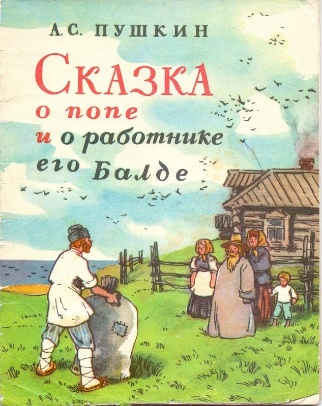 А.С. ПУШКИН
СКАЗКА
о попе
и о работнике
его Балде